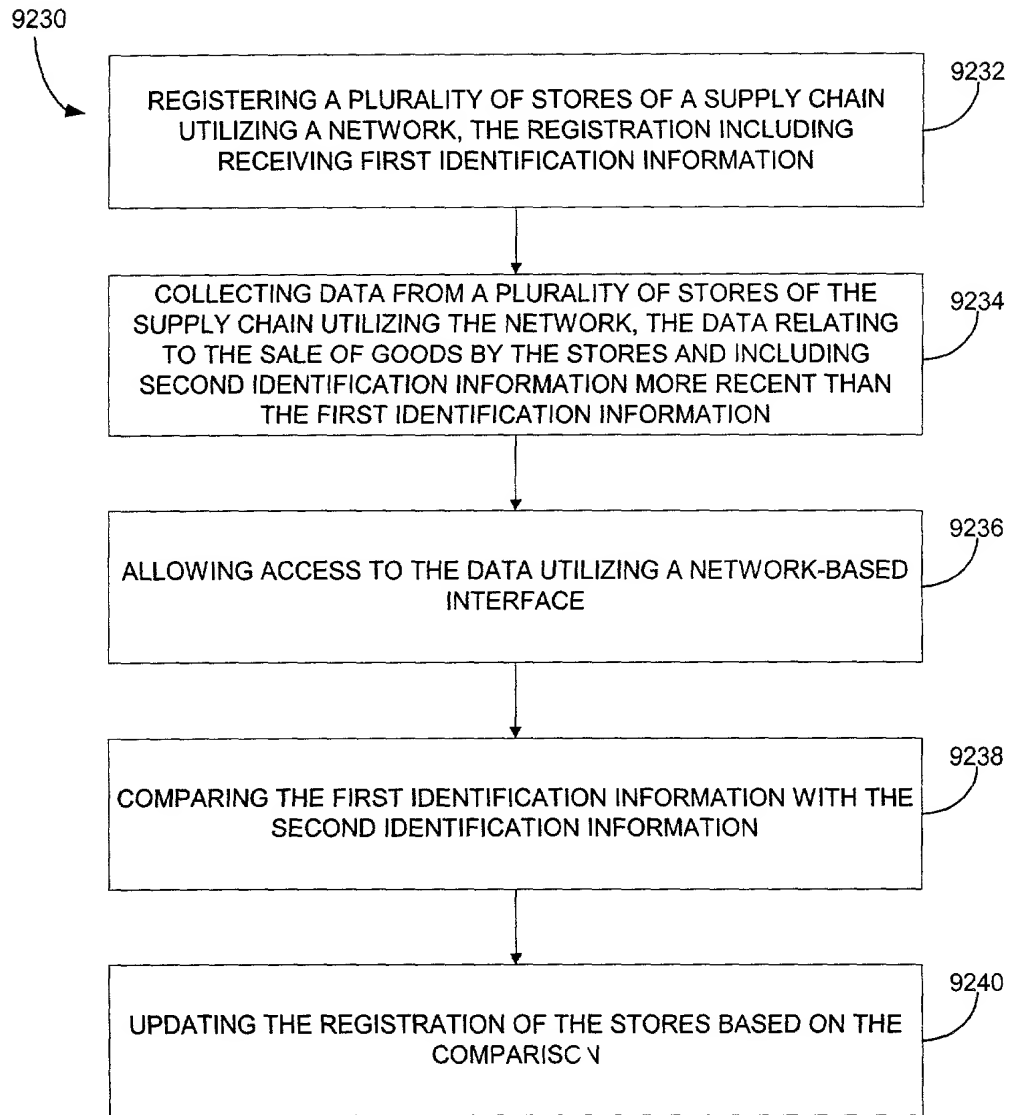 9230
9232
REGISTERING A PLURALITY OF STORES OF A SUPPLY CHAIN
UTILIZING A NETWORK, THE REGISTRATION INCLUDING
RECEIVING FIRST IDENTIFICATION INFORMATION
9234
COLLECTING DATA FROM A PLURALITY OF STORES OF THE
SUPPLY CHAIN UTILIZING THE NETWORK, THE DATA RELATING
TO THE SALE OF GOODS BY THE STORES AND INCLUDING
SECOND IDENTIFICATION INFORMATION MORE RECENT THAN
THE FIRST IDENTIFICATION INFORMATION
9236
ALLOWING ACCESS TO THE DATA UTILIZING A NETWORK-BASED
INTERFACE
9238
COMPARING THE FIRST IDENTIFICATION INFORMATION WITH THE
SECOND IDENTIFICATION INFORMATION
9240
UPDATING THE REGISTRATION OF THE STORES BASED ON THE
COMPARISON